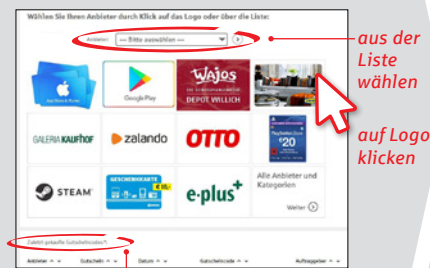 Wählen Sie Ihren Anbieter durch Klick auf das Logo oder über die Liste:
Anbieter: --- Bitte auswählen ---
aus der
Liste
wählen
auf Logo
klicken
App Store & iTunes
Google Play
WAJOS
DEPOT WILLICH
GALERIA KAUFHOF
zalando
OTTO
PlayStation Store
€20
STEAM
GESCHENKKARTE
e·plus+
Alle Anbieter und
Kategorien
Weiter
Zuletzt gekaufte Gutscheincodes*:
Anbieter Gutschein Datum Gutscheincode Auftraggeber